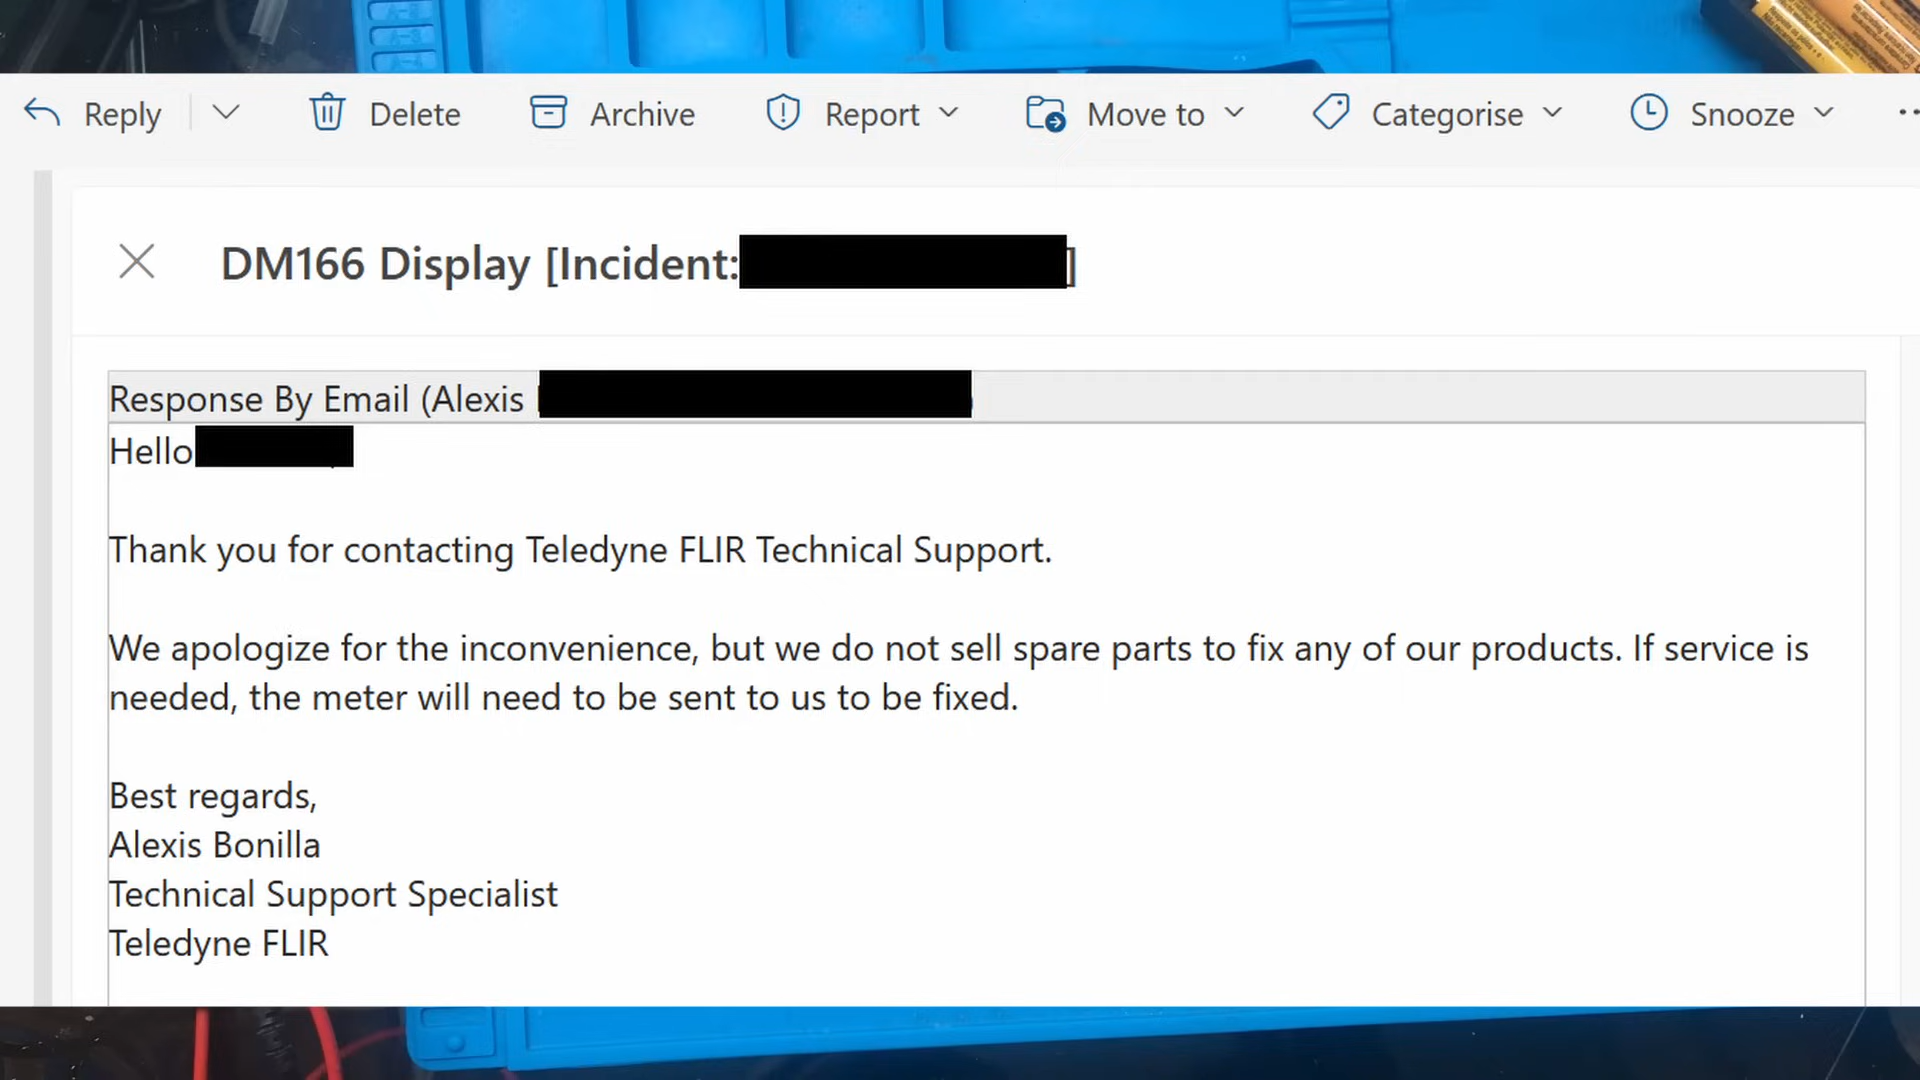 Reply
Delete
Archive
Report
Move to
Categorise
Snooze
DM166 Display [Incident: ]
Response By Email (Alexis
Hello
Thank you for contacting Teledyne FLIR Technical Support.
We apologize for the inconvenience, but we do not sell spare parts to fix any of our products. If service is
needed, the meter will need to be sent to us to be fixed.
Best regards,
Alexis Bonilla
Technical Support Specialist
Teledyne FLIR